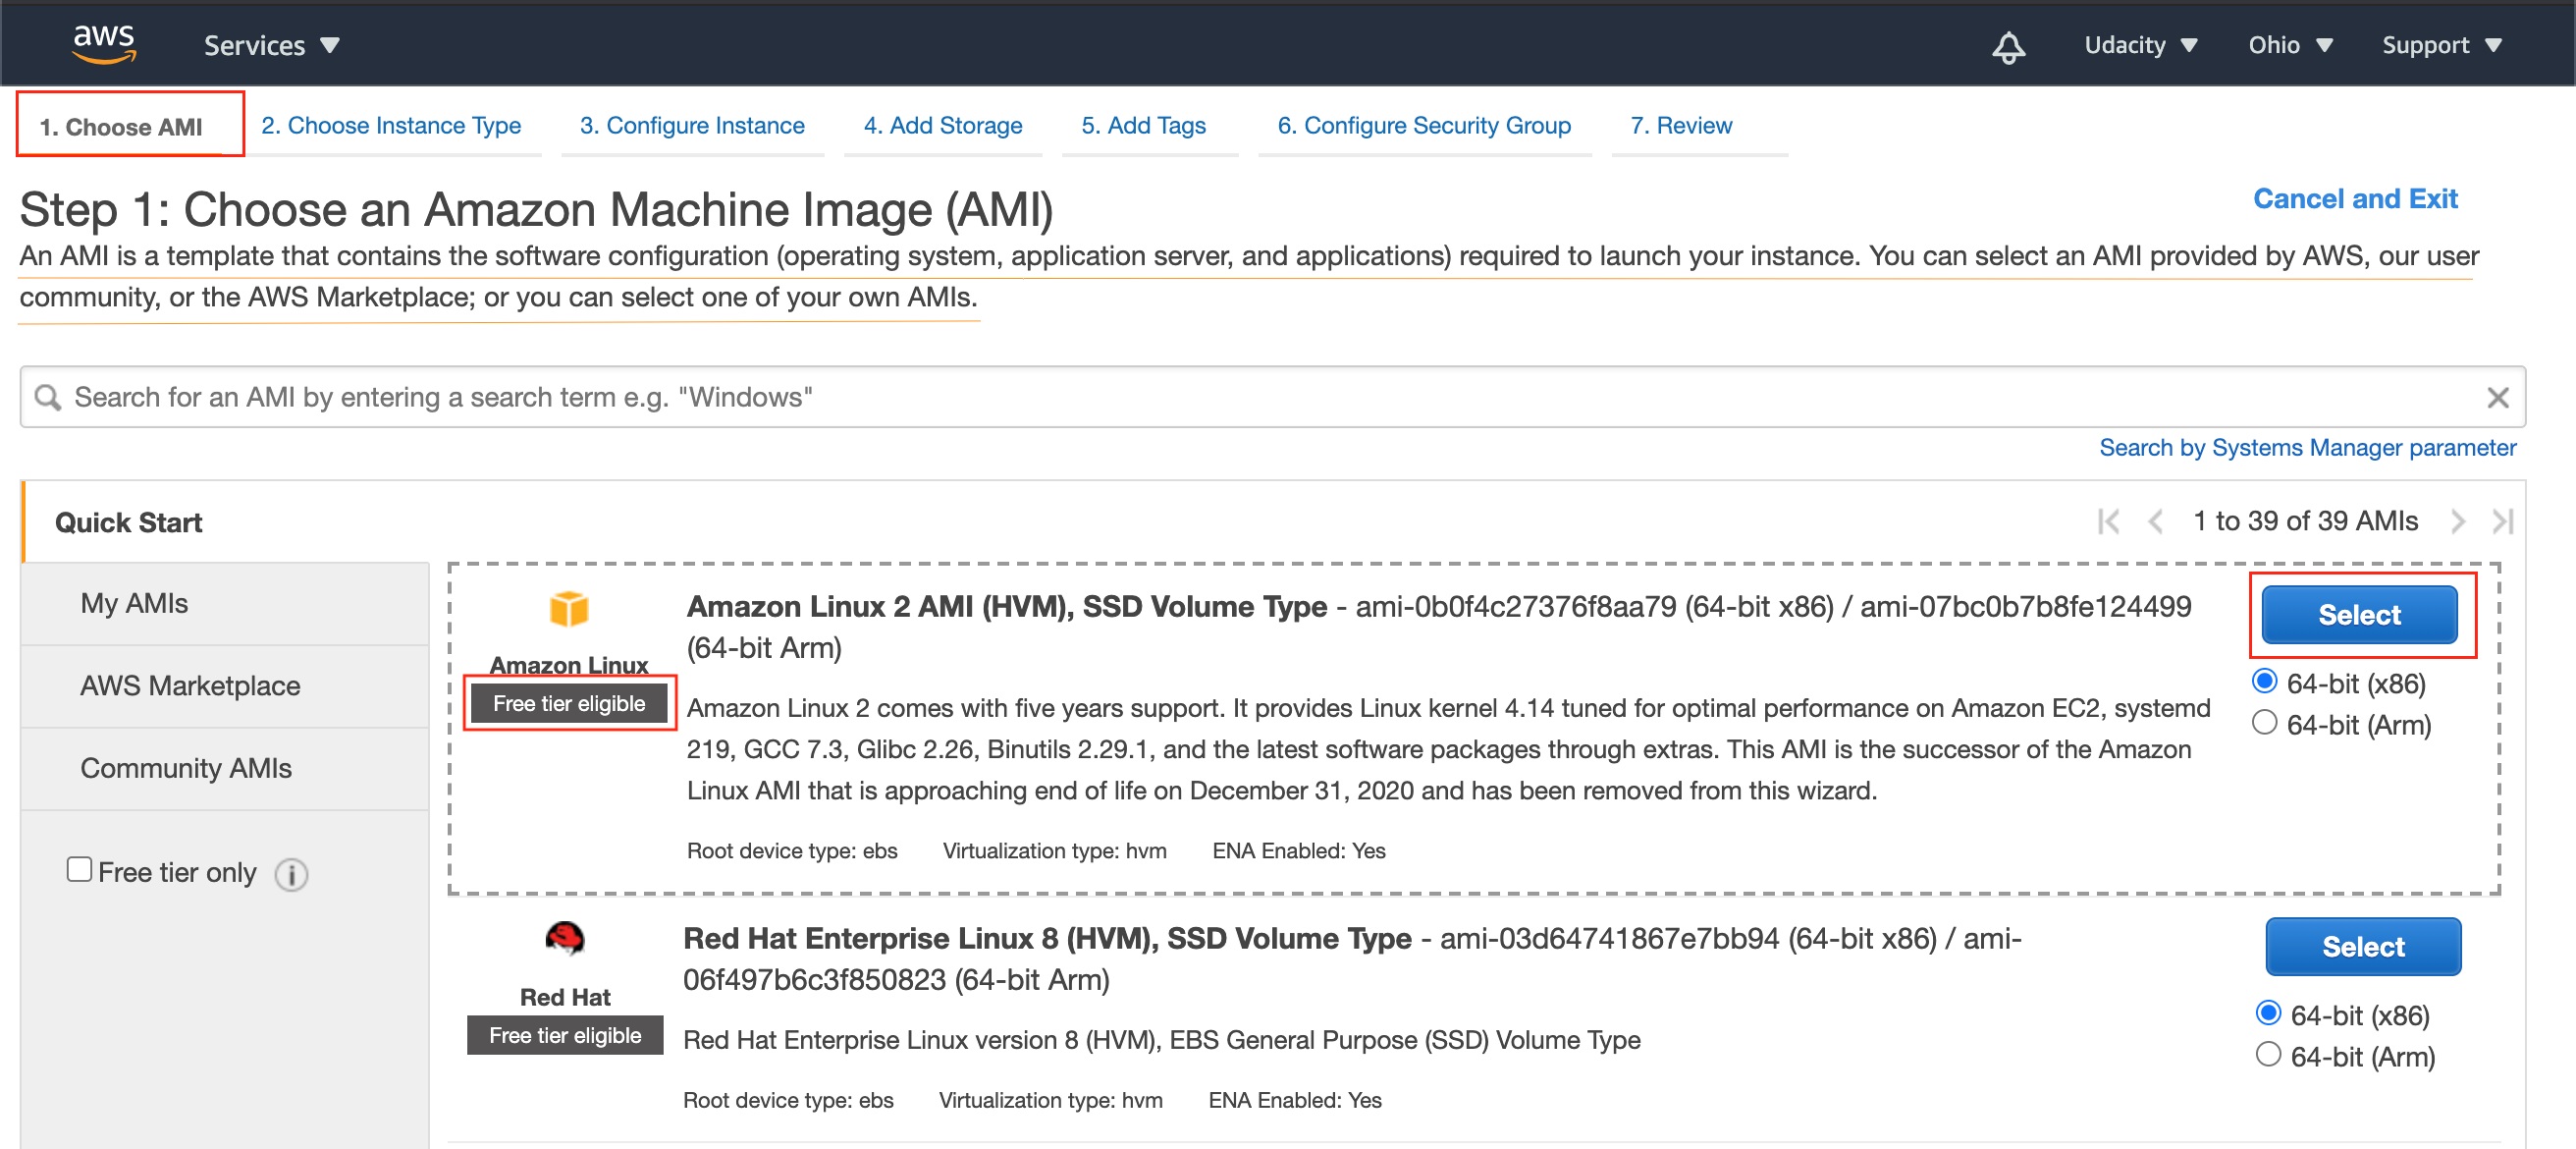 aws Services Udacity Ohio Support
1. Choose AMI 2. Choose Instance Type 3. Configure Instance 4. Add Storage 5. Add Tags 6. Configure Security Group 7. Review
Step 1: Choose an Amazon Machine Image (AMI)
Cancel and Exit
An AMI is a template that contains the software configuration (operating system, application server, and applications) required to launch your instance. You can select an AMI provided by AWS, our user
community, or the AWS Marketplace; or you can select one of your own AMIs.
Search for an AMI by entering a search term e.g. "Windows"
Search by Systems Manager parameter
Quick Start
1 to 39 of 39 AMIs
My AMIs
AWS Marketplace
Community AMIs
Free tier only
Amazon Linux
Free tier eligible
Amazon Linux 2 AMI (HVM), SSD Volume Type - ami-0b0f4c27376f8aa79 (64-bit x86) / ami-07bc0b7b8fe124499
(64-bit Arm)
Amazon Linux 2 comes with five years support. It provides Linux kernel 4.14 tuned for optimal performance on Amazon EC2, systemd
219, GCC 7.3, Glibc 2.26, Binutils 2.29.1, and the latest software packages through extras. This AMI is the successor of the Amazon
Linux AMI that is approaching end of life on December 31, 2020 and has been removed from this wizard.
Root device type: ebs Virtualization type: hvm ENA Enabled: Yes
Select
64-bit (x86)
64-bit (Arm)
Red Hat
Free tier eligible
Red Hat Enterprise Linux 8 (HVM), SSD Volume Type - ami-03d64741867e7bb94 (64-bit x86) / ami-
06f497b6c3f850823 (64-bit Arm)
Red Hat Enterprise Linux version 8 (HVM), EBS General Purpose (SSD) Volume Type
Root device type: ebs Virtualization type: hvm ENA Enabled: Yes
Select
64-bit (x86)
64-bit (Arm)